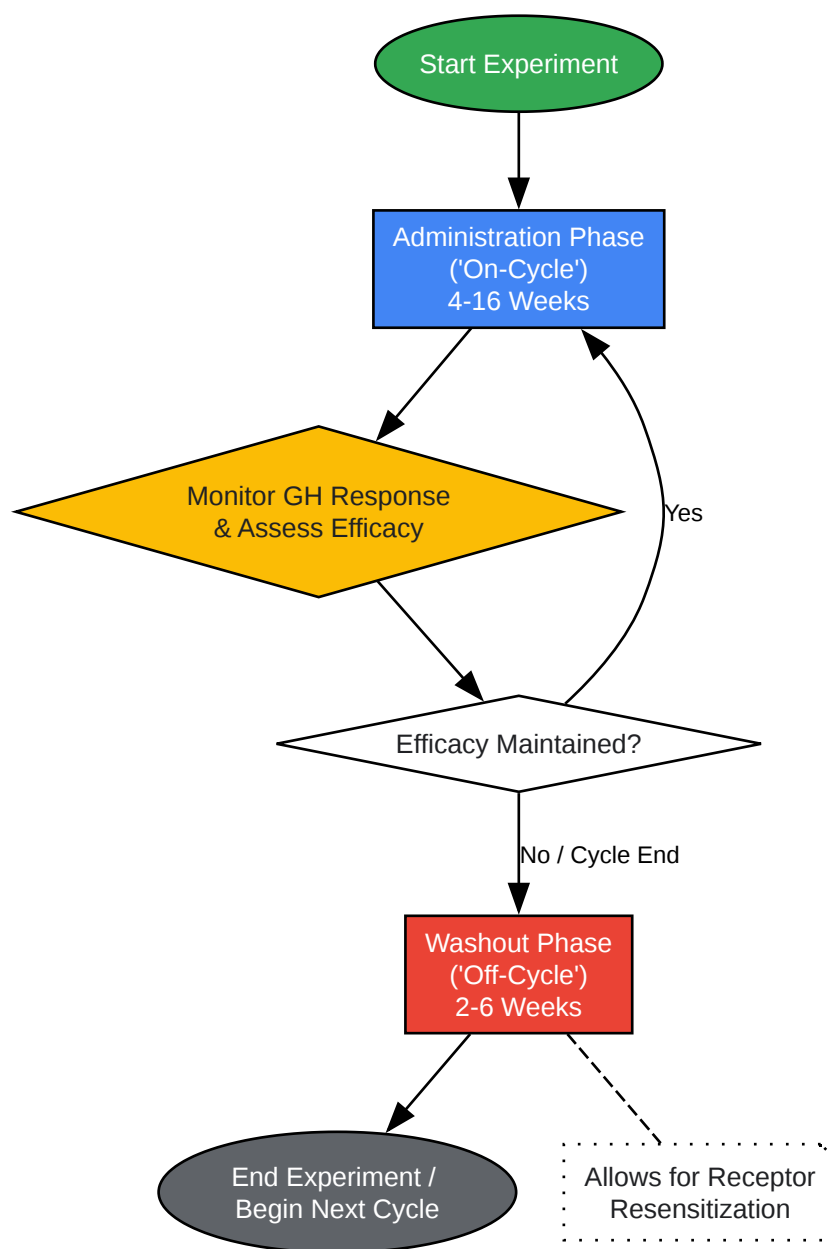 Start Experiment
Administration Phase
('On-Cycle')
4-16 Weeks
Monitor GH Response
& Assess Efficacy
Yes
Efficacy Maintained?
No / Cycle End
Washout Phase
('Off-Cycle')
2-6 Weeks
End Experiment /
Begin Next Cycle
Allows for Receptor
Resensitization